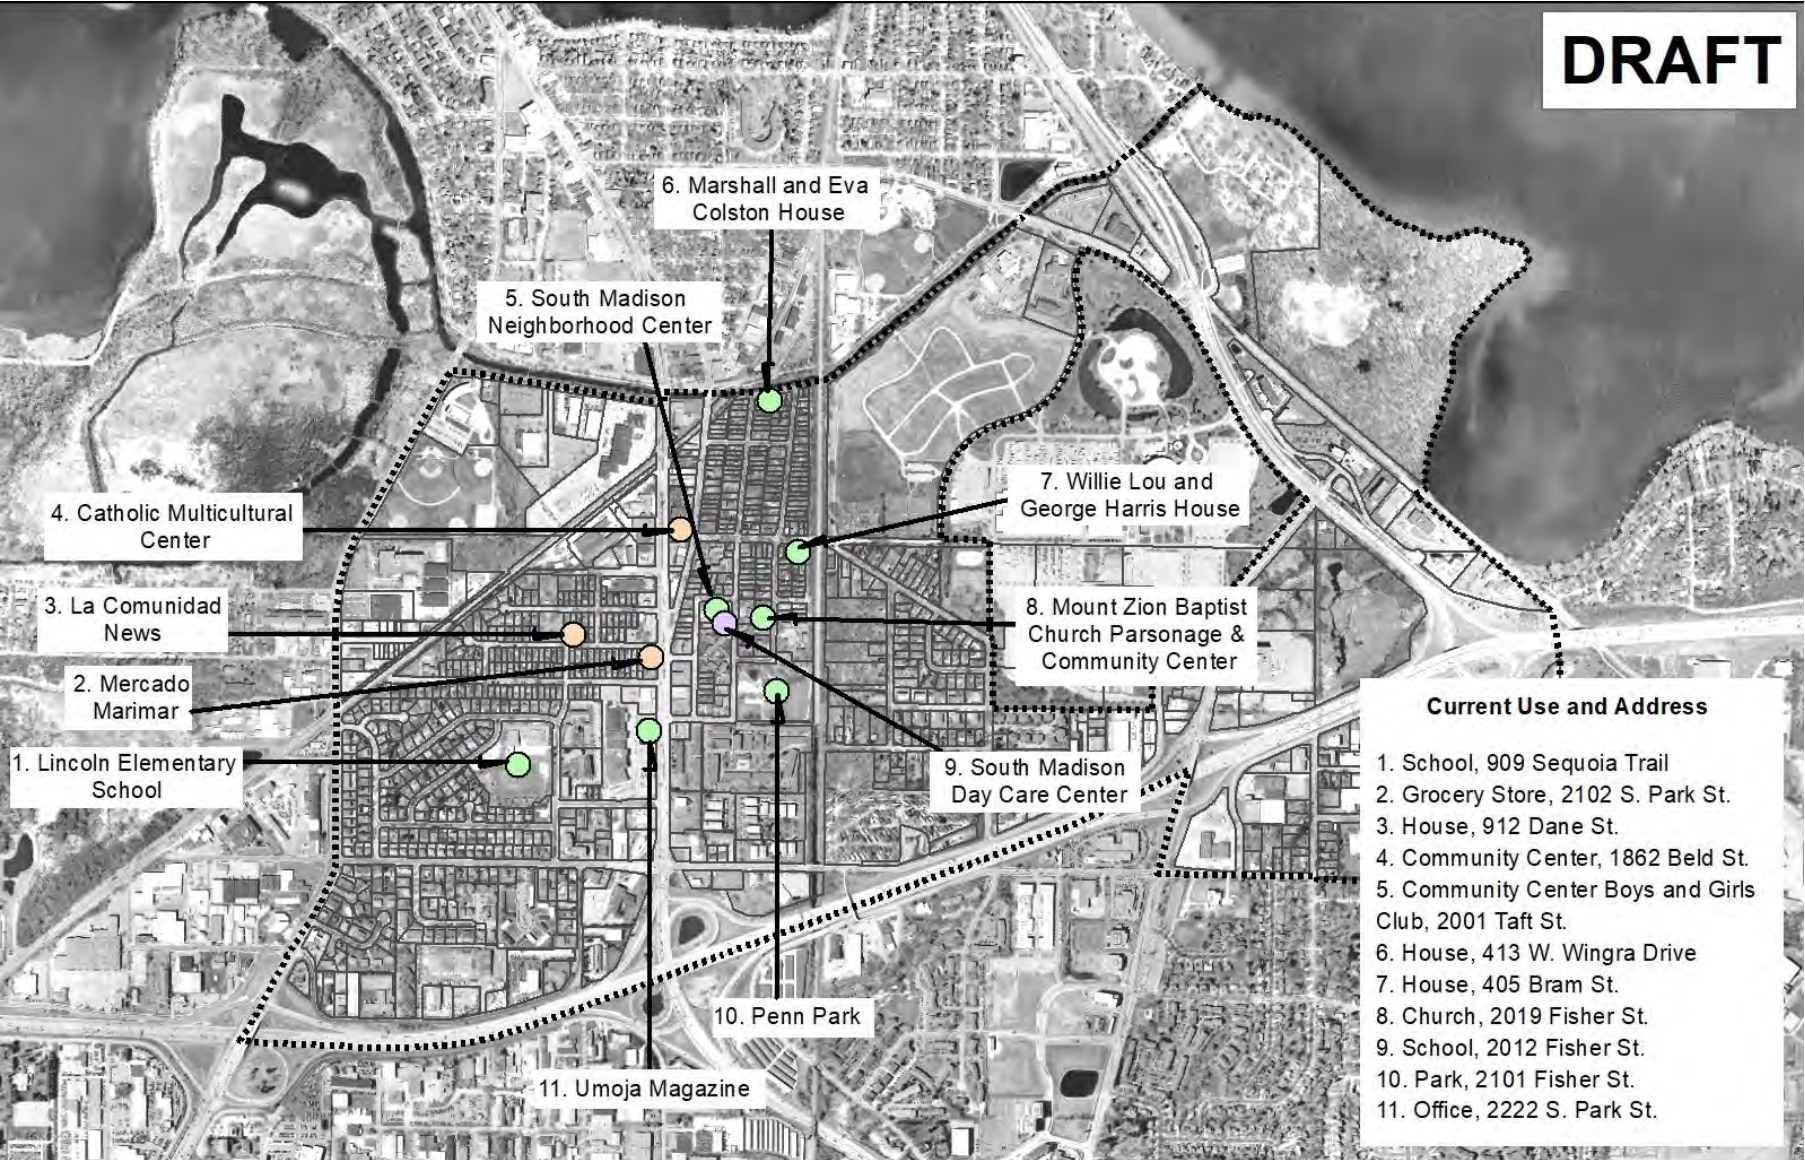 DRAFT
6. Marshall and Eva
Colston House
5. South Madison
Neighborhood Center
7. Willie Lou and
George Harris House
4. Catholic Multicultural
Center
3. La Comunidad
News
8. Mount Zion Baptist
Church Parsonage &
Community Center
2. Mercado
Marimar
1. Lincoln Elementary
School
9. South Madison
Day Care Center
10. Penn Park
11. Umoja Magazine
Current Use and Address
1. School, 909 Sequoia Trail
2. Grocery Store, 2102 S. Park St.
3. House, 912 Dane St.
4. Community Center, 1862 Beld St.
5. Community Center Boys and Girls
Club, 2001 Taft St.
6. House, 413 W. Wingra Drive
7. House, 405 Bram St.
8. Church, 2019 Fisher St.
9. School, 2012 Fisher St.
10. Park, 2101 Fisher St.
11. Office, 2222 S. Park St.